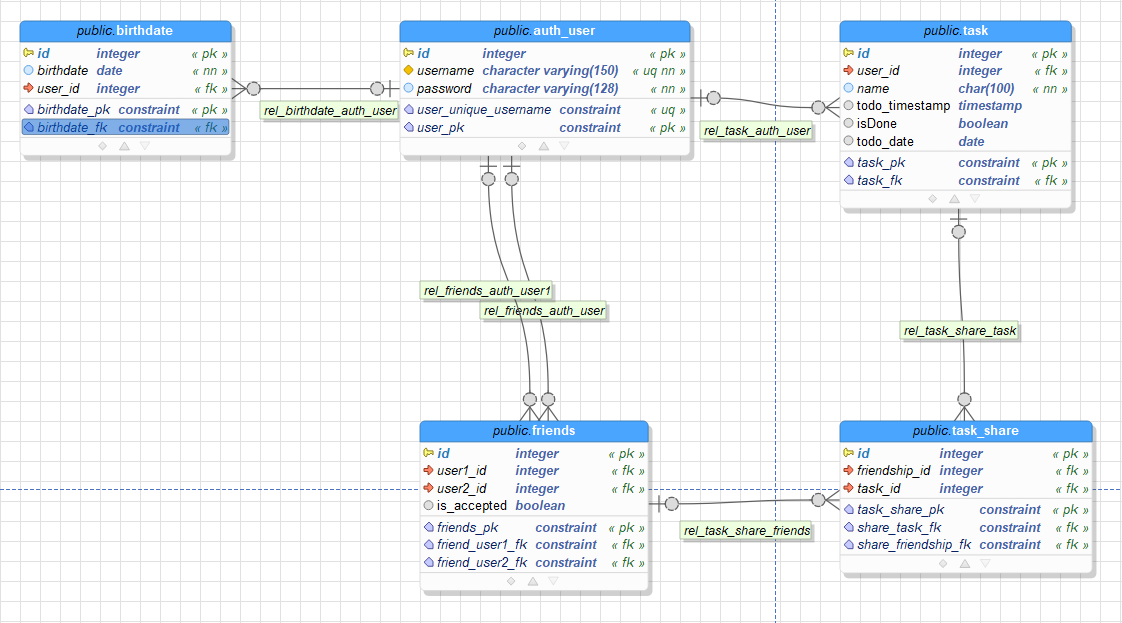 public.birthdate
id integer « pk »
birthdate date « nn »
user_id integer « fk »
birthdate_pk constraint « pk »
birthdate_fk constraint « fk »
rel_birthdate_auth_user
public.auth_user
id integer « pk »
username character varying(150) « uq nn »
password character varying(128) « nn »
user_unique_username constraint « uq »
user_pk constraint « pk »
rel_task_auth_user
public.task
id integer « pk »
user_id integer « fk »
name char(100) « nn »
todo_timestamp timestamp
isDone boolean
todo_date date
task_pk constraint « pk »
task_fk constraint « fk »
rel_friends_auth_user1
rel_friends_auth_user
rel_task_share_task
public.friends
id integer « pk »
user1_id integer « fk »
user2_id integer « fk »
is_accepted boolean
friends_pk constraint « pk »
friend_user1_fk constraint « fk »
friend_user2_fk constraint « fk »
rel_task_share_friends
public.task_share
id integer « pk »
friendship_id integer « fk »
task_id integer « fk »
task_share_pk constraint « pk »
share_task_fk constraint « fk »
share_friendship_fk constraint « fk »